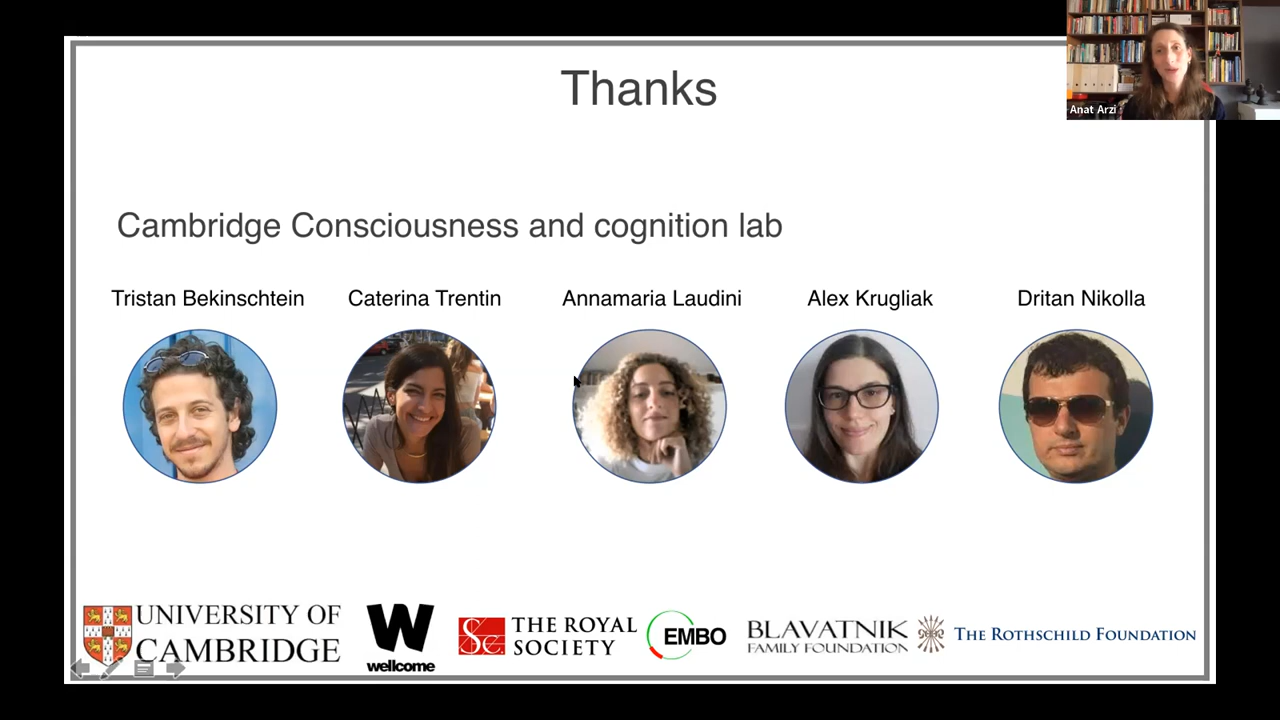 Thanks
Anat Arzi
Cambridge Consciousness and cognition lab
Tristan Bekinschtein
Caterina Trentin
Annamaria Laudini
Alex Krugliak
Dritan Nikolla
UNIVERSITY OF
CAMBRIDGE
W
wellcome
THE ROYAL
SOCIETY
EMBO
BLAVATNIK
FAMILY FOUNDATION
THE ROTHSCHILD FOUNDATION